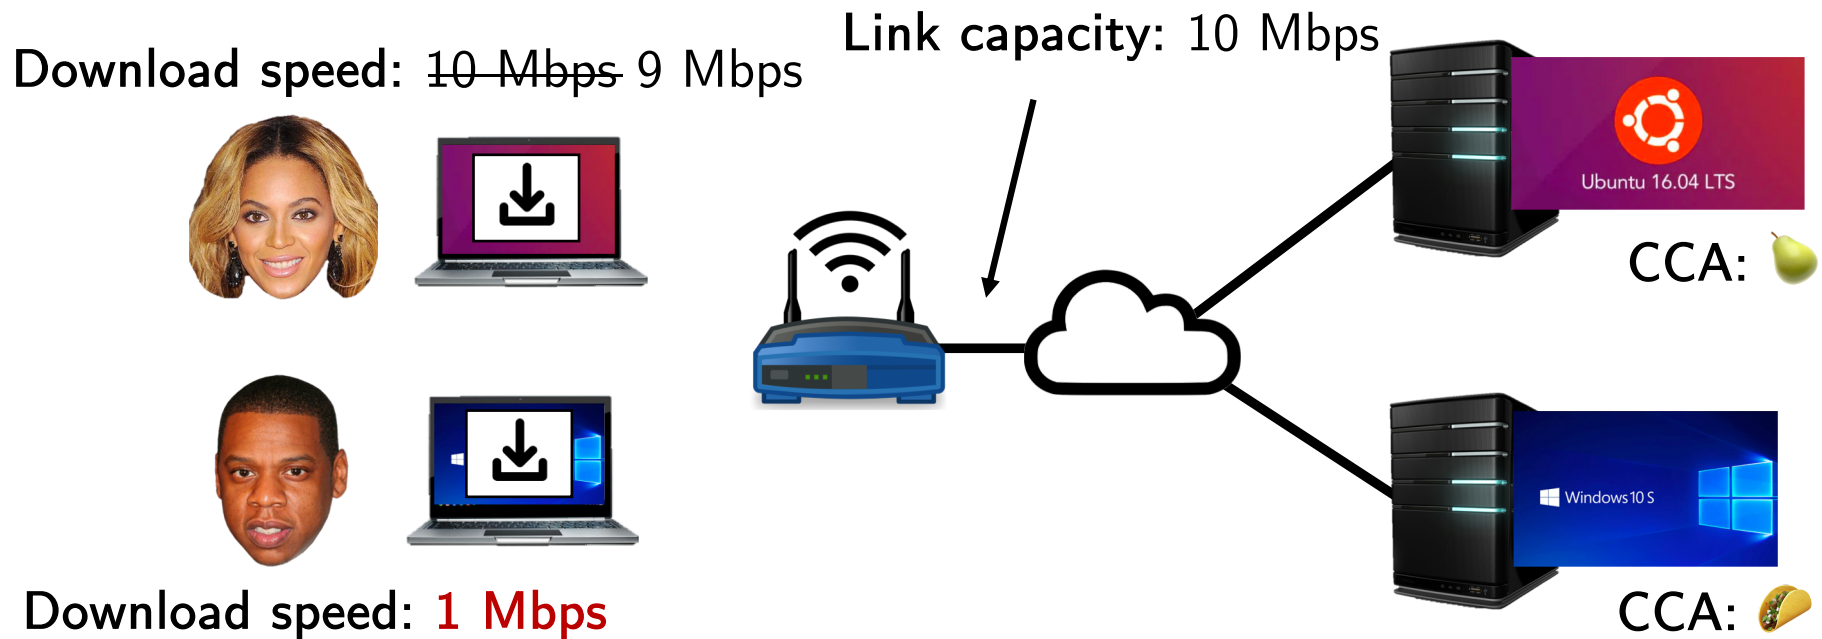 Link capacity: 10 Mbps
Download speed: 10 Mbps 9 Mbps
Ubuntu 16.04 LTS
CCA:
Windows 10 S
Download speed: 1 Mbps
CCA: